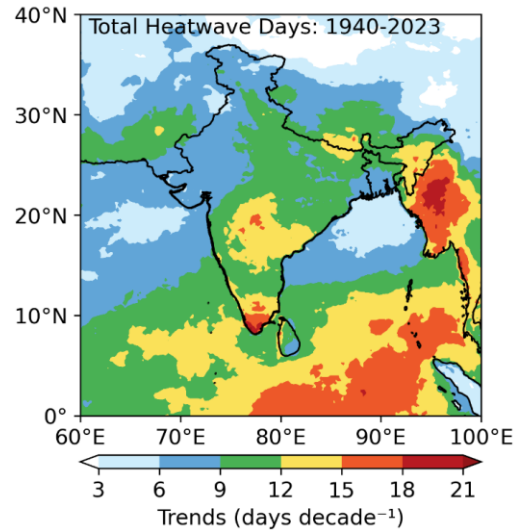 Total Heatwave Days: 1940-2023
40°N
30°N
20°N
10°N
0°
60°E 70°E 80°E 90°E 100°E
3 6 9 12 15 18 21
Trends (days decade⁻¹)